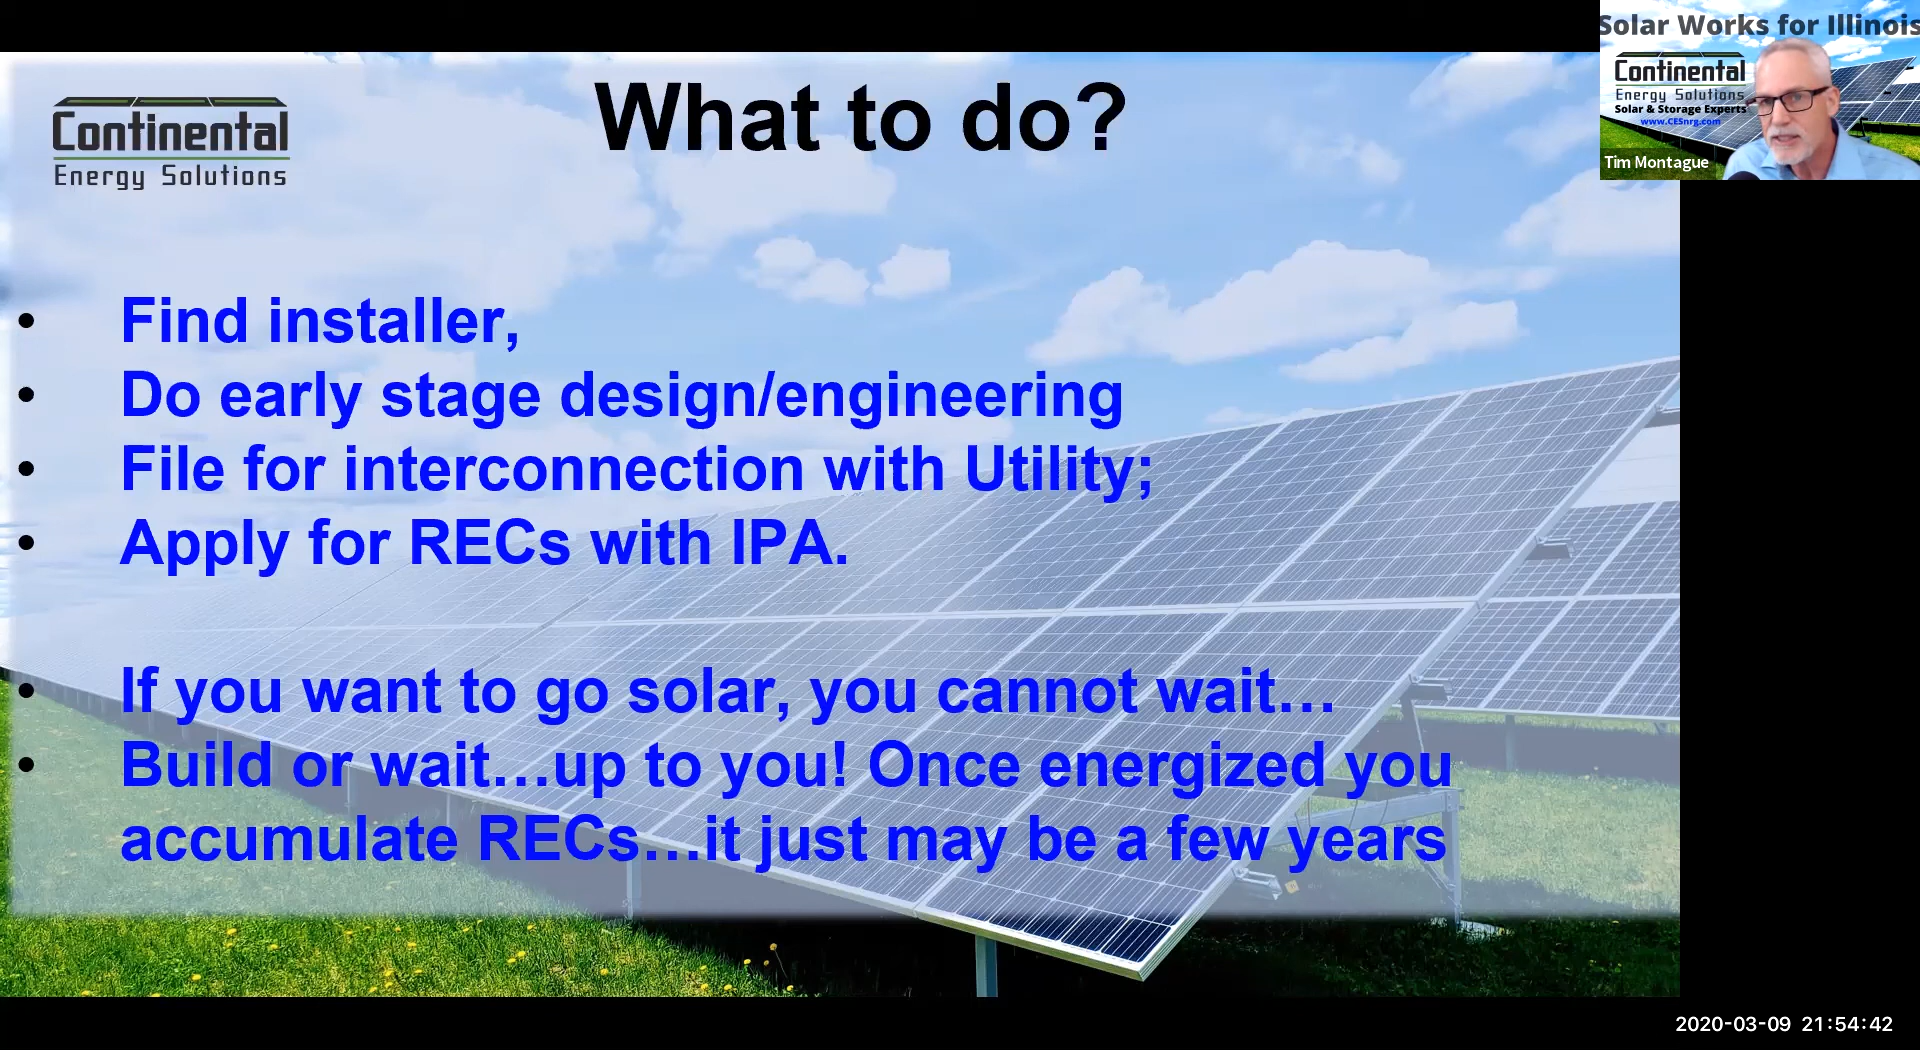 Continental
Energy Solutions
What to do?
Solar Works for Illinois
Continental
Energy Solutions
Solar & Storage Experts
www.CESnrg.com
Tim Montague
• Find installer,
• Do early stage design/engineering
• File for interconnection with Utility;
• Apply for RECs with IPA.
• If you want to go solar, you cannot wait…
• Build or wait…up to you! Once energized you
accumulate RECs…it just may be a few years
2020-03-09 21:54:42